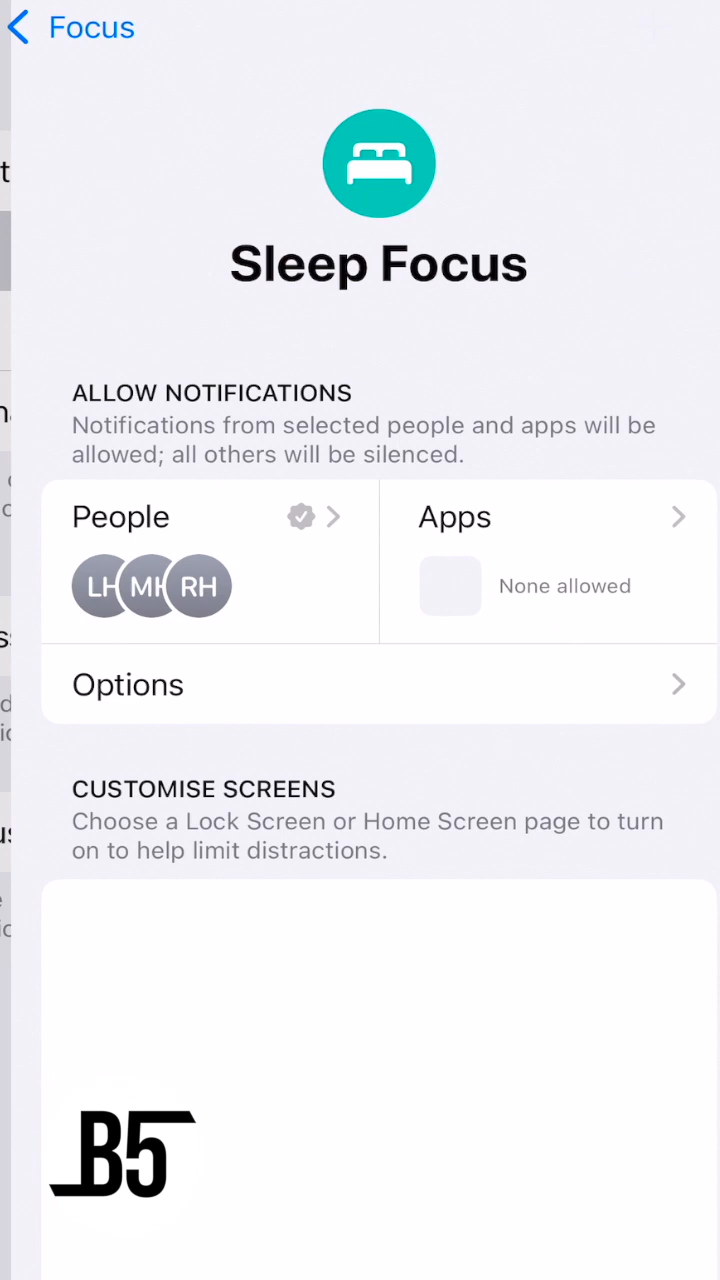 Focus
Sleep Focus
ALLOW NOTIFICATIONS
Notifications from selected people and apps will be
allowed; all others will be silenced.
People
Apps
LH
RH
None allowed
Options
CUSTOMISE SCREENS
Choose a Lock Screen or Home Screen page to turn
on to help limit distractions.
B5